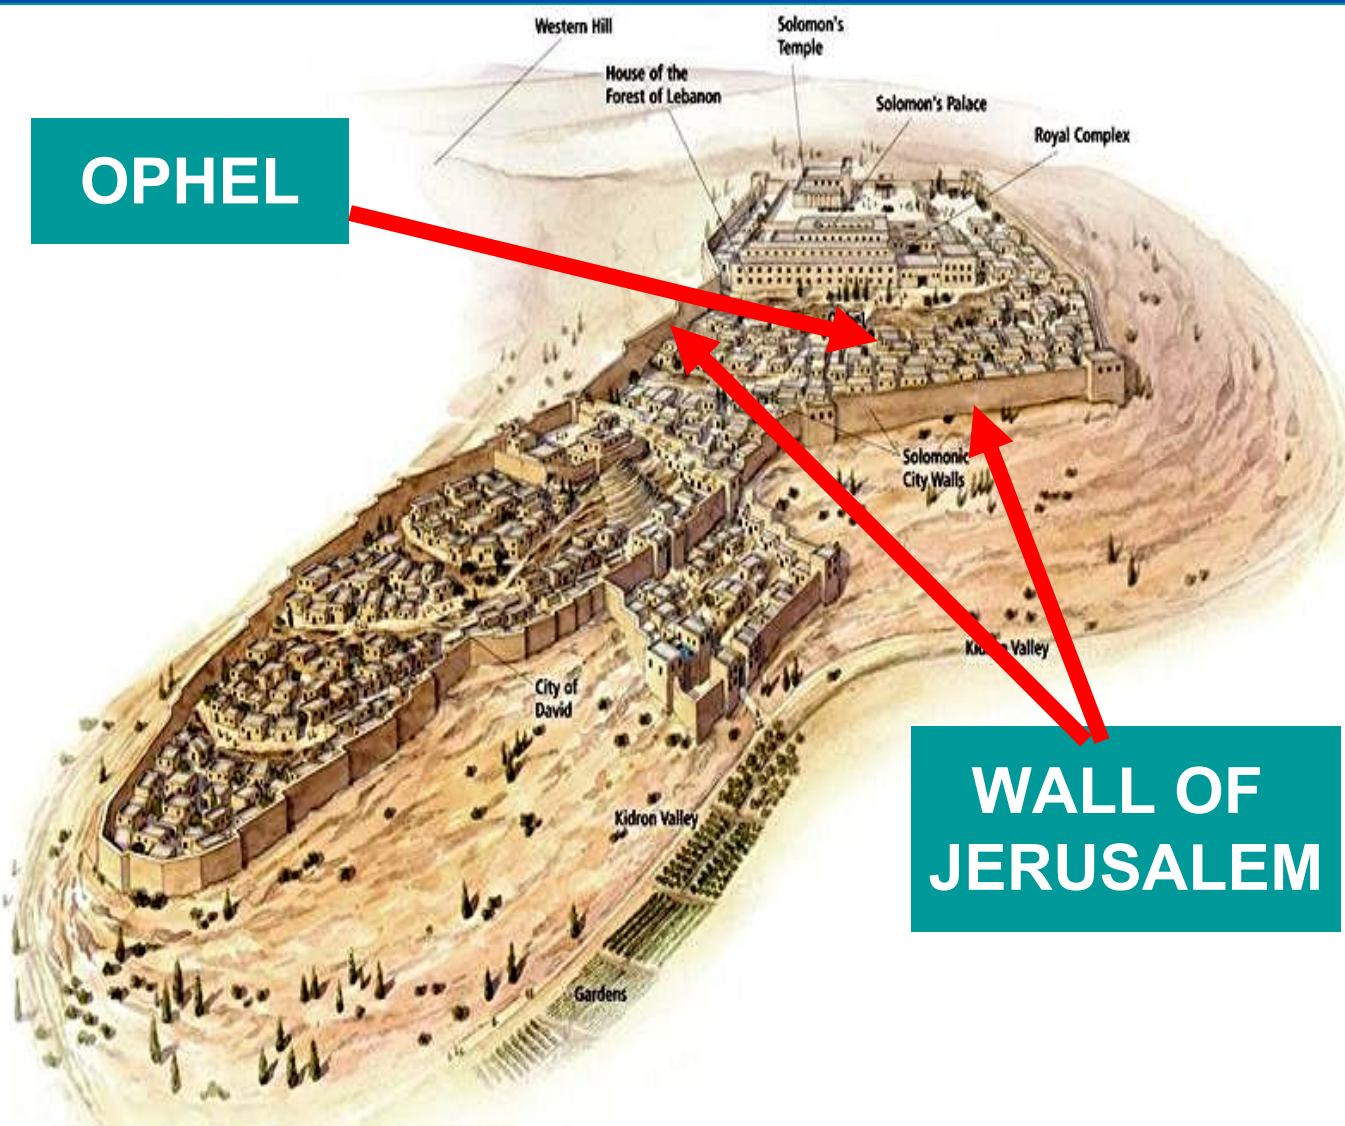 Western Hill
Solomon's
Temple
House of the
Forest of Lebanon
Solomon's Palace
Royal Complex
OPHEL
Solomonic
City Walls
Kidron Valley
City of
David
WALL OF
JERUSALEM
Kidron Valley
Gardens